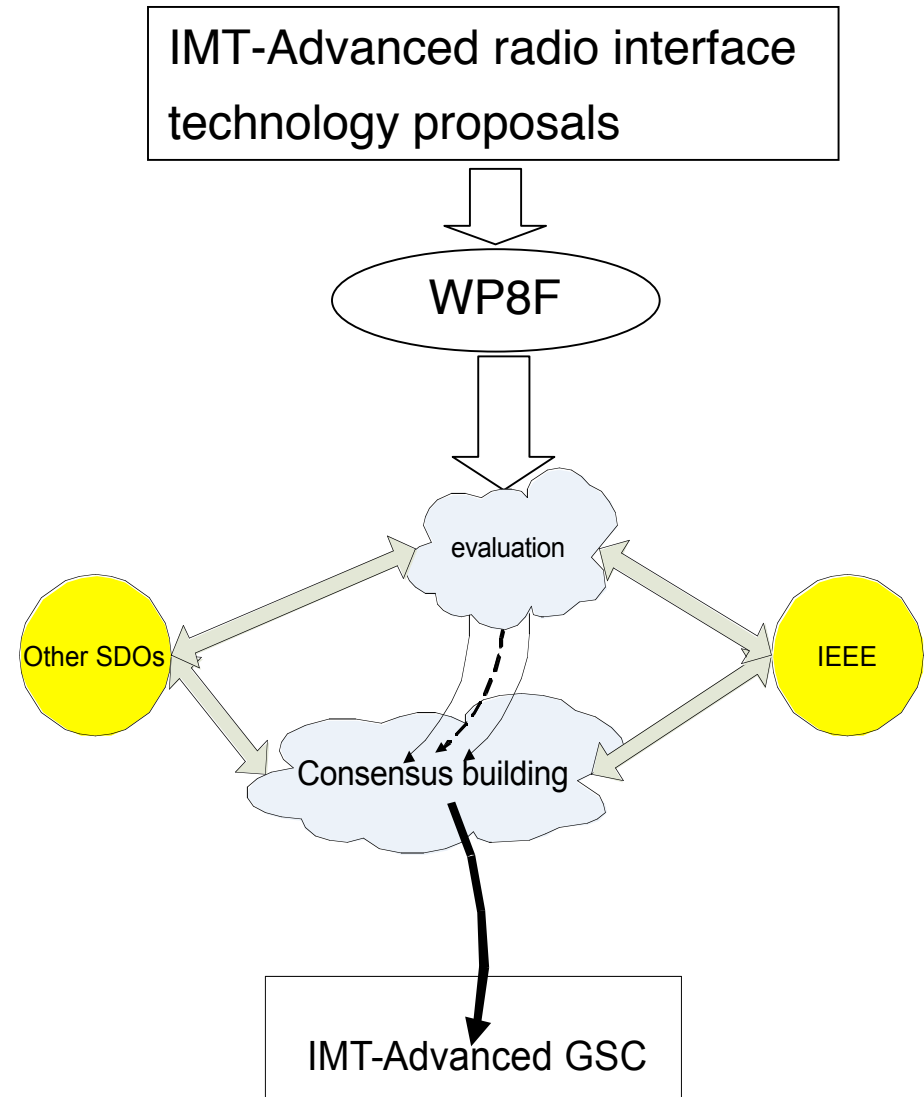 IMT-Advanced radio interface
technology proposals
WP8F
evaluation
Other SDOs
IEEE
Consensus building
IMT-Advanced GSC